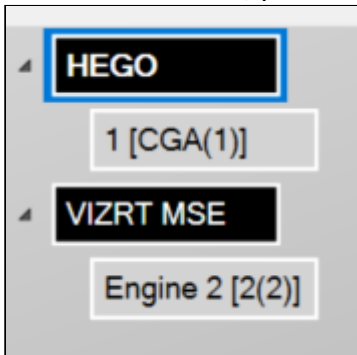 HEGO
1 [CGA(1)]
VIZRT MSE
Engine 2 [2(2)]